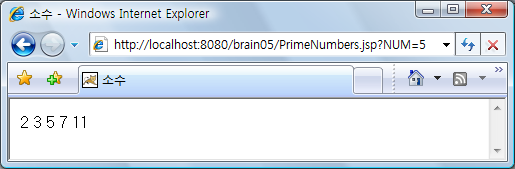 소수 - Windows Internet Explorer
http://localhost:8080/brain05/PrimeNumbers.jsp?NUM=5
소수
2 3 5 7 11